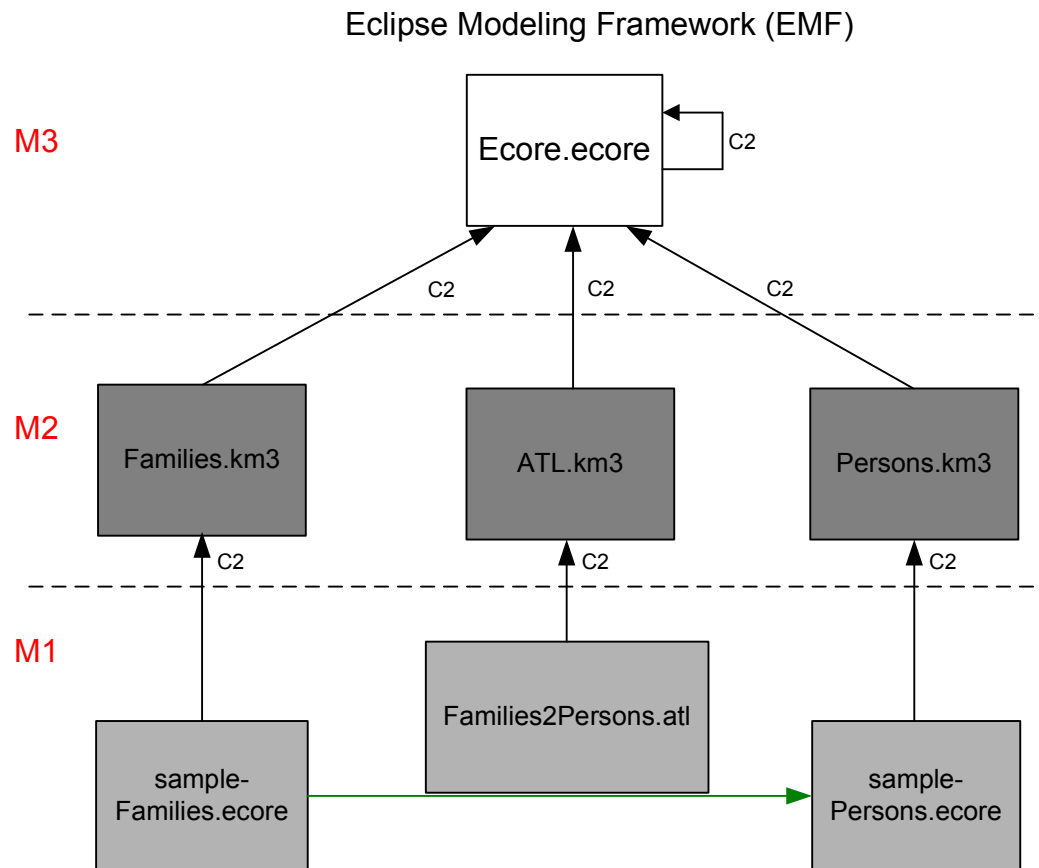 Eclipse Modeling Framework (EMF)
M3
Ecore.ecore
C2
C2
C2
C2
M2
Families.km3
ATL.km3
Persons.km3
C2
C2
C2
M1
Families2Persons.atl
sample-
Families.ecore
sample-
Persons.ecore